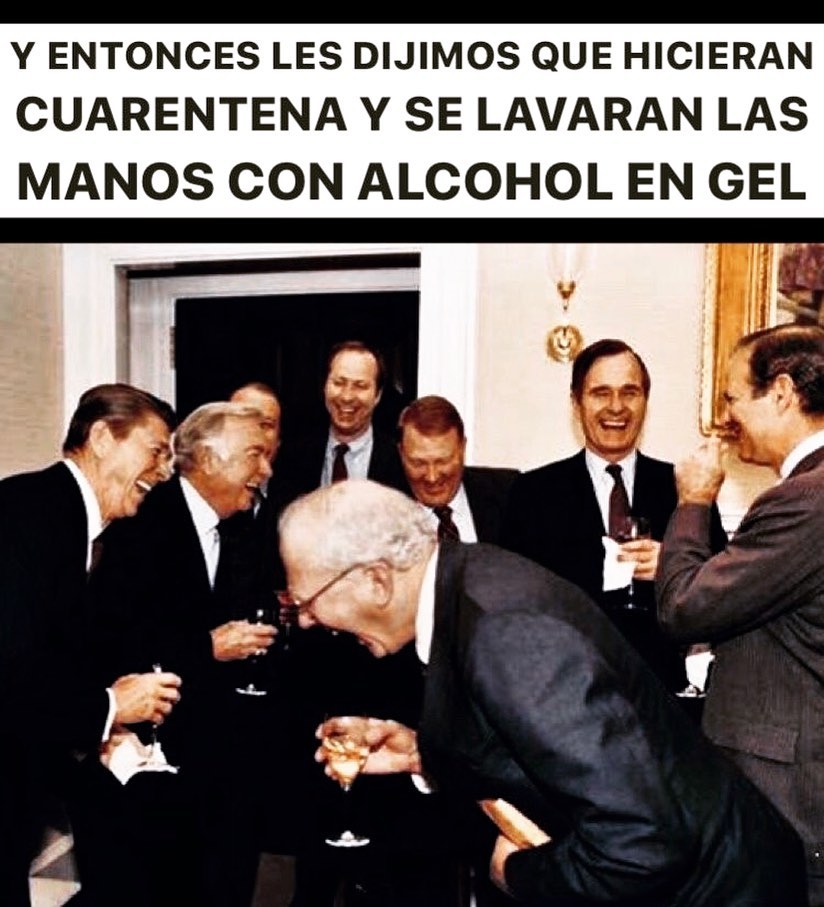 Y ENTONCES LES DIJIMOS QUE HICIERAN
CUARENTENA Y SE LAVARAN LAS
MANOS CON ALCOHOL EN GEL